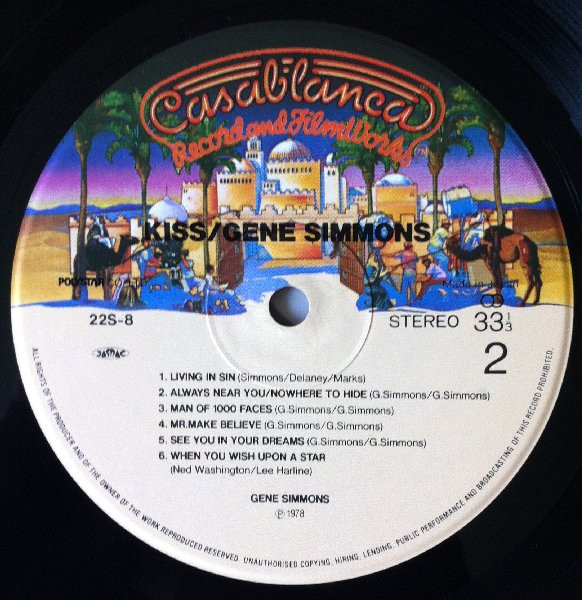 Casablanca
Record and FilmWorks
KISS/GENE SIMMONS
22S-8
STEREO 33 1/3
JASRAC
2
1. LIVING IN SIN (Simmons/Delaney/Marks)
2. ALWAYS NEAR YOU/NOWHERE TO HIDE (G.Simmons/G.Simmons)
3. MAN OF 1000 FACES (G.Simmons/G.Simmons)
4. MR.MAKE BELIEVE (G.Simmons/G.Simmons)
5. SEE YOU IN YOUR DREAMS (G.Simmons/G.Simmons)
6. WHEN YOU WISH UPON A STAR
(Ned Washington/Lee Harline)
GENE SIMMONS
℗ 1978
ALL RIGHTS OF THE PRODUCER AND OF THE OWNER OF THE WORK REPRODUCED RESERVED. UNAUTHORISED COPYING, HIRING, LENDING, PUBLIC PERFORMANCE AND BROADCASTING OF THIS RECORD PROHIBITED.